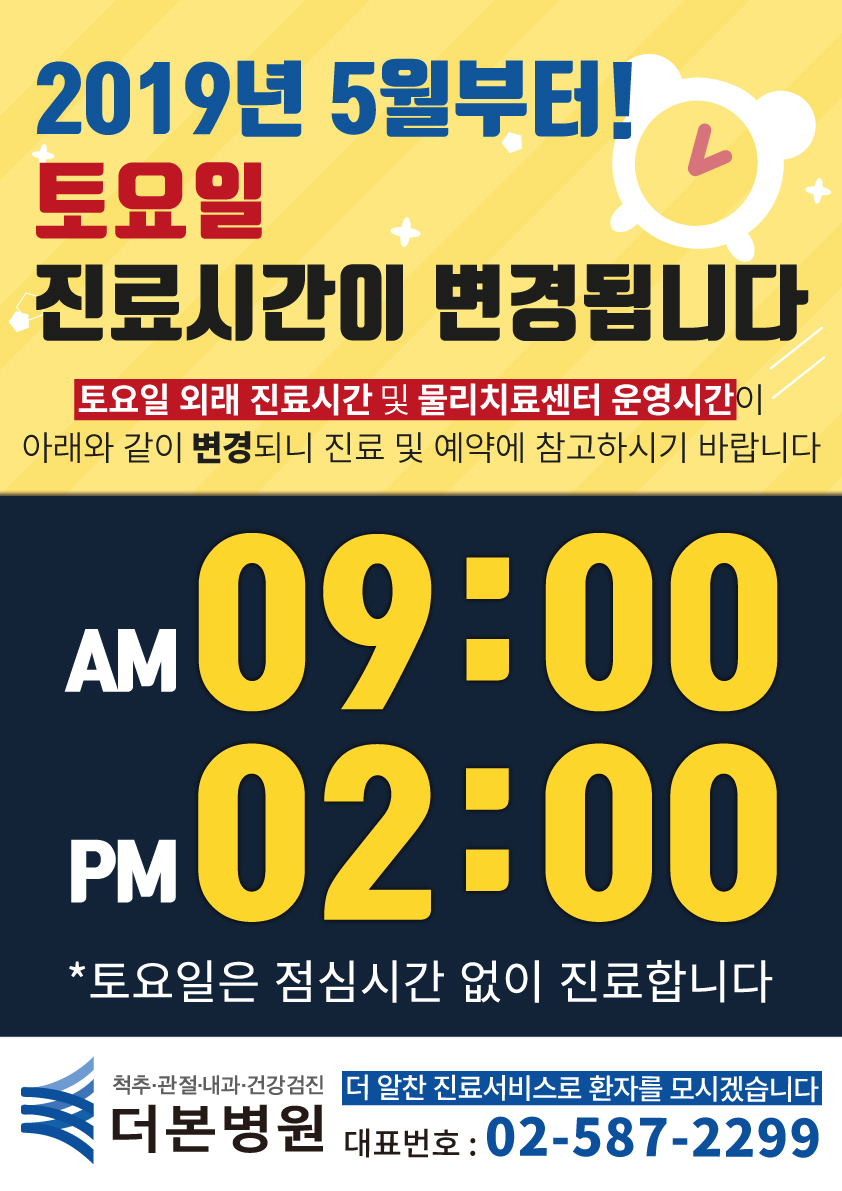 2019년 5월부터!
토요일
진료시간이 변경됩니다
토요일 외래 진료시간 및 물리치료센터 운영시간이
아래와 같이 변경되니 진료 및 예약에 참고하시기 바랍니다
AM 09:00
PM 02:00
*토요일은 점심시간 없이 진료합니다
척추·관절·내과·건강검진
더본병원
더 알찬 진료서비스로 환자를 모시겠습니다
대표번호 : 02-587-2299